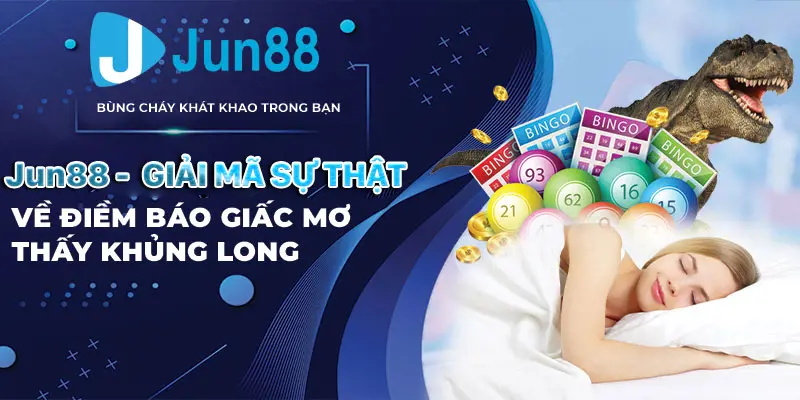 Jun88
BÙNG CHÁY KHÁT KHAO TRONG BẠN
Jun88 - GIẢI MÃ SỰ THẬT
VỀ ĐIỀM BÁO GIẤC MƠ
THẤY KHỦNG LONG
BINGO
BINGO
BINGO
BINGO
93
62
16
21
15